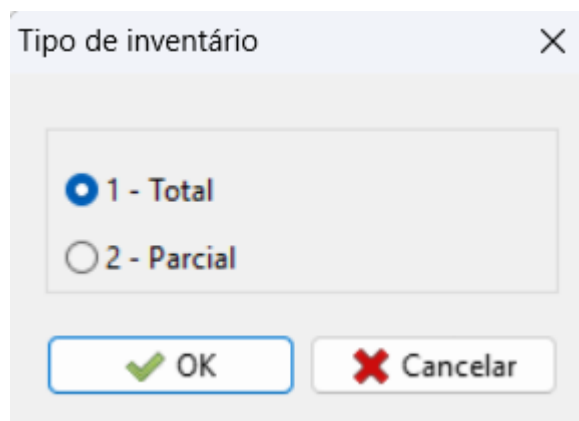 Tipo de inventário
1 - Total
2 - Parcial
OK
Cancelar